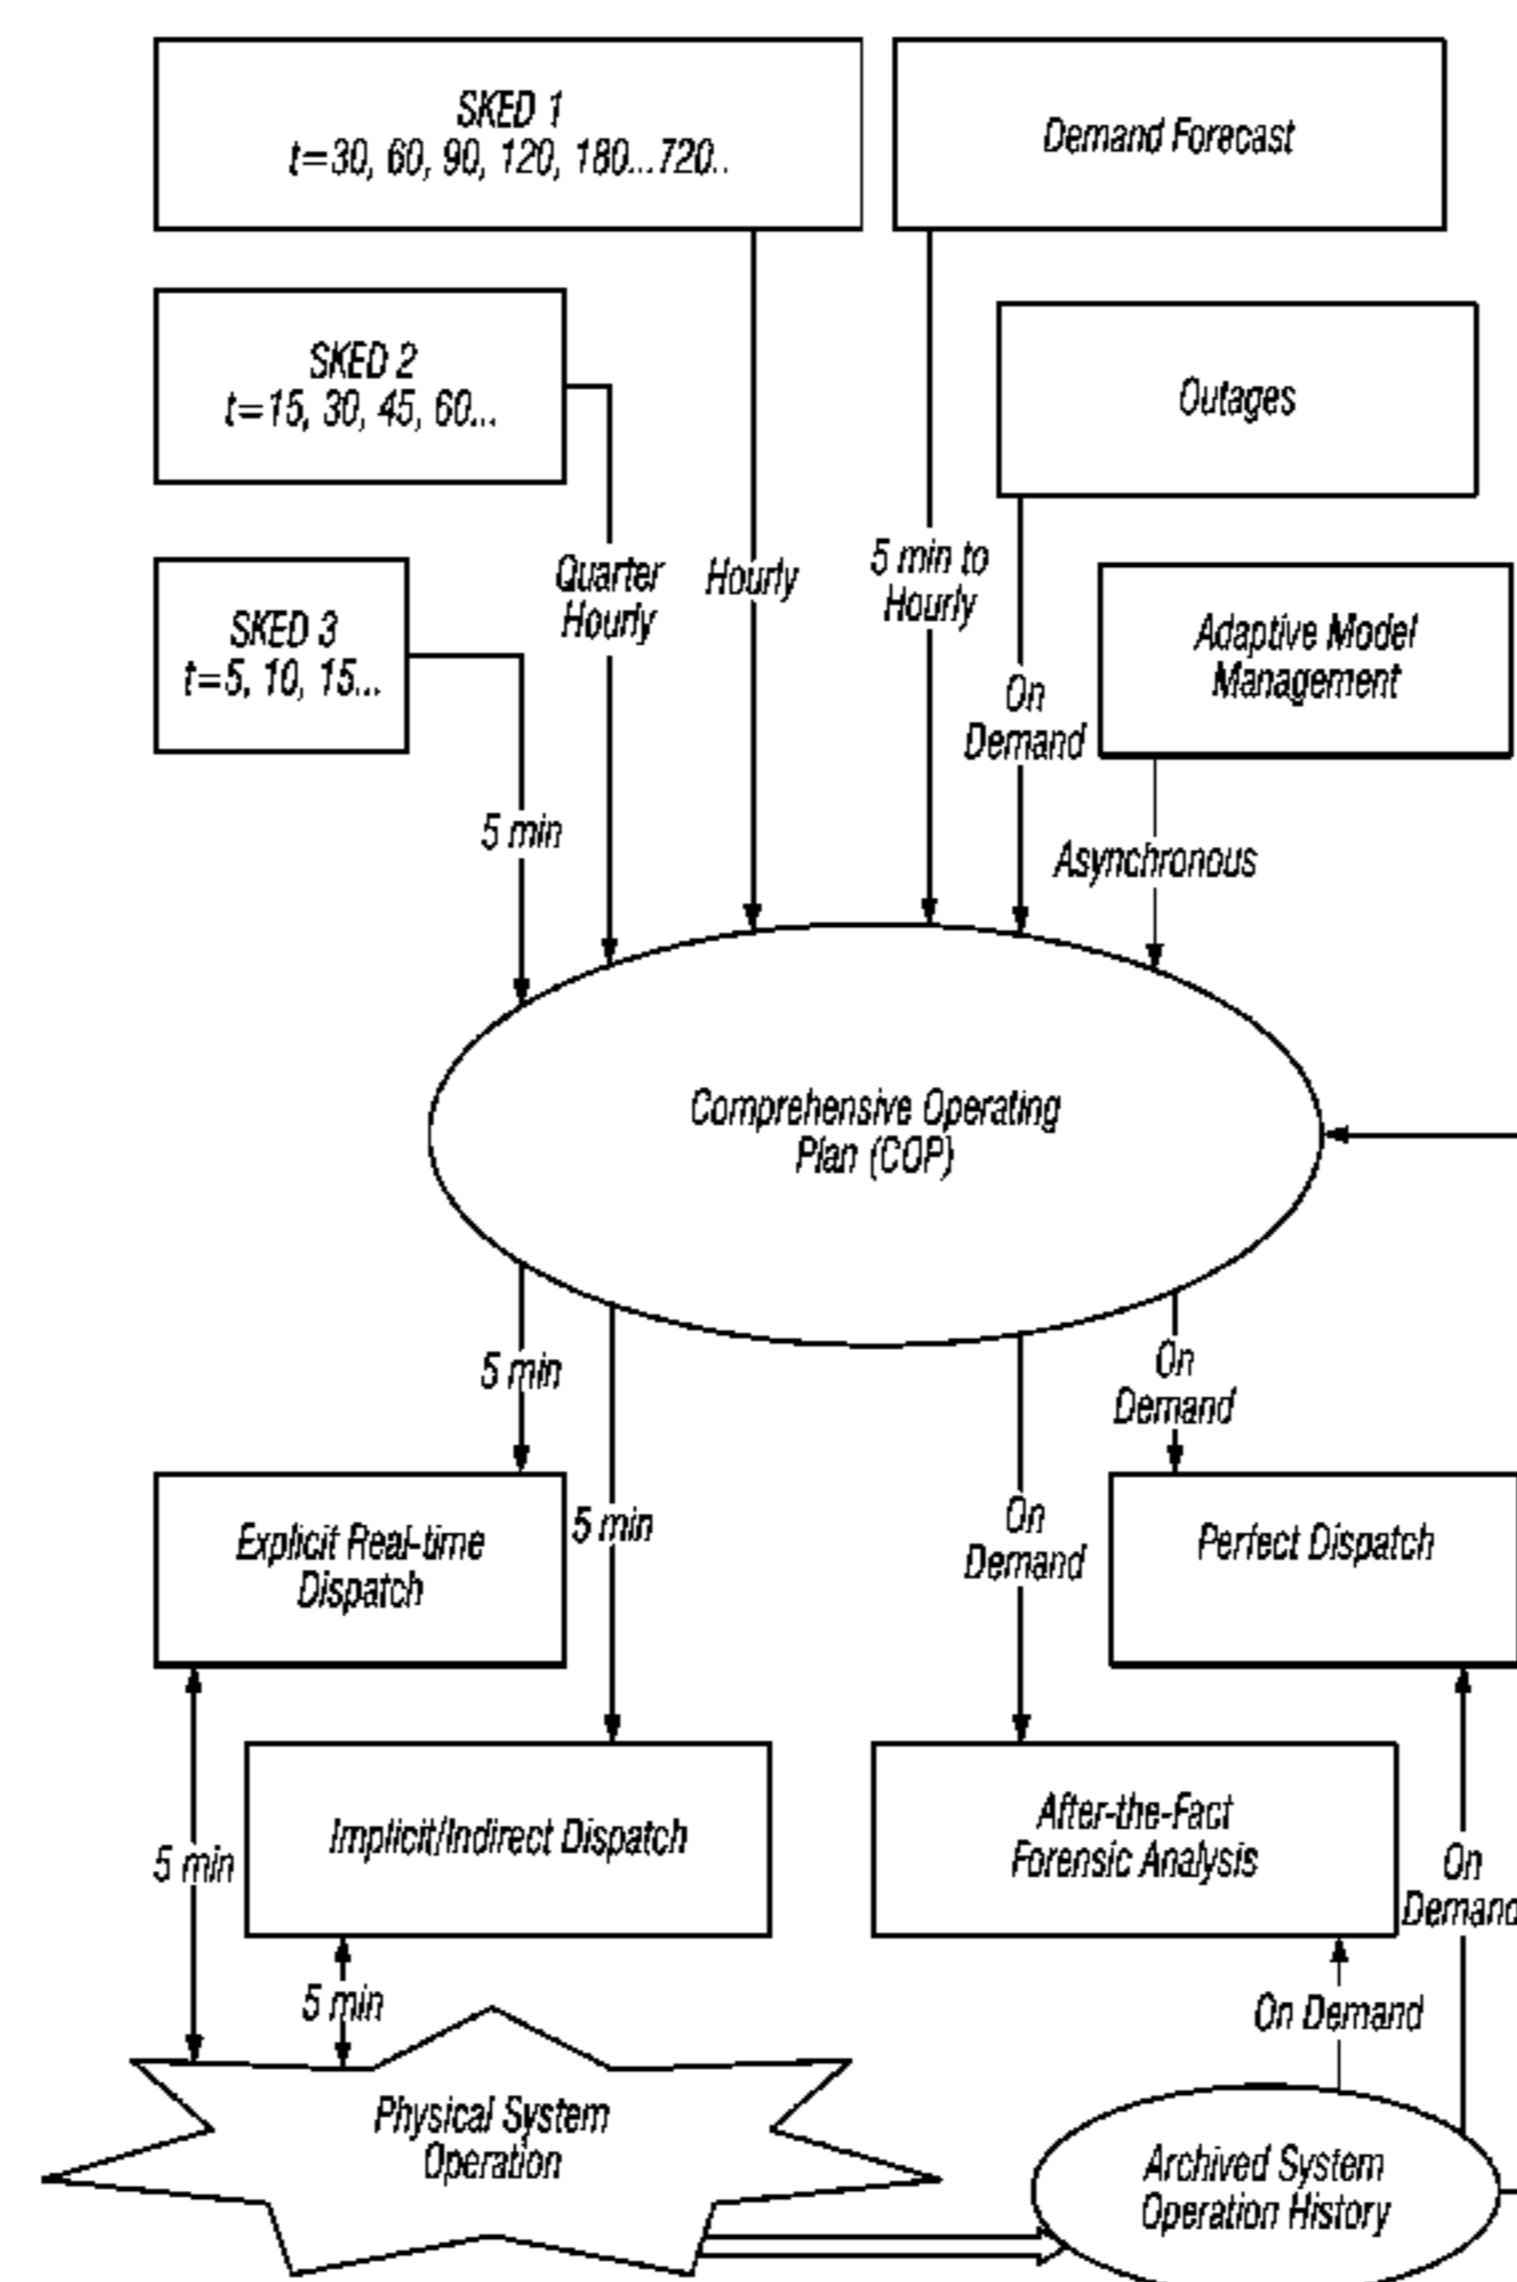 SKED 1
t=30, 60, 90, 120, 180...720..
Demand Forecast
SKED 2
t=15, 30, 45, 60...
Outages
Quarter
Hourly
Hourly
5 min to
Hourly
SKED 3
t=5, 10, 15...
Adaptive Model
Management
On
Demand
5 min
Asynchronous
Comprehensive Operating
Plan (COP)
5 min
On
Demand
Explicit Real-time
Dispatch
5 min
On
Demand
Perfect Dispatch
5 min
Implicit/Indirect Dispatch
After-the-Fact
Forensic Analysis
On
Demand
5 min
On Demand
Physical System
Operation
Archived System
Operation History